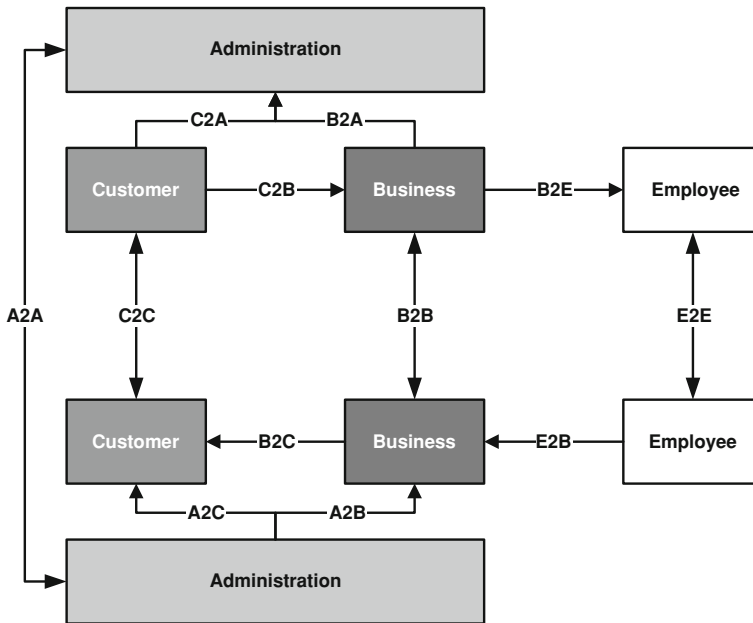 Administration
C2A
B2A
Customer
C2B
Business
B2E
Employee
A2A
C2C
B2B
E2E
Customer
B2C
Business
E2B
Employee
A2C
A2B
Administration